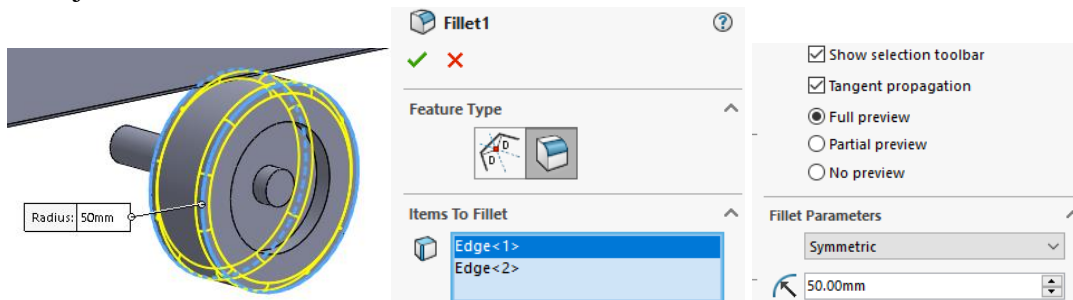 Radius: 50mm
Fillet1
Feature Type
Items To Fillet
Edge<1>
Edge<2>
Show selection toolbar
Tangent propagation
Full preview
Partial preview
No preview
Fillet Parameters
Symmetric
50.00mm